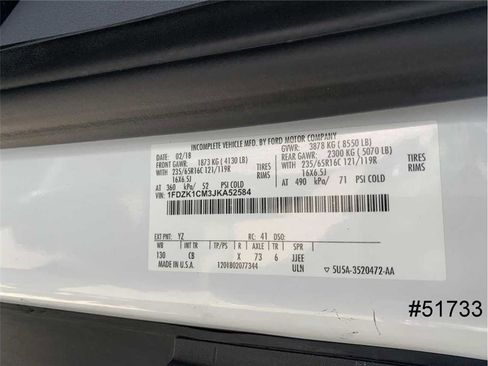 INCOMPLETE VEHICLE MFD. BY FORD MOTOR COMPANY
02/18 GVWR: 3878 KG ( 8550 LB)
FRONT GAWR: 1873 KG ( 4130 LB) REAR GAWR: 2300 KG ( 5070 LB)
235/65R16C 121/119R TIRES 235/65R16C 121/119R TIRES
16X6.5J RIMS 16X6.5J RIMS
AT 360 kPa/ 52 PSI COLD AT 490 kPa/ 71 PSI COLD
VIN: 1FDZK1CM3JKA52584
EXT PNT: YZ RC: 41 DSO:
WB TP/PS R AXLE TR SPR
130 CB X 73 6 JJEE
MADE IN U.S.A. 1201802077344 ULN
▽ 5U5A-3520472-AA
#51733